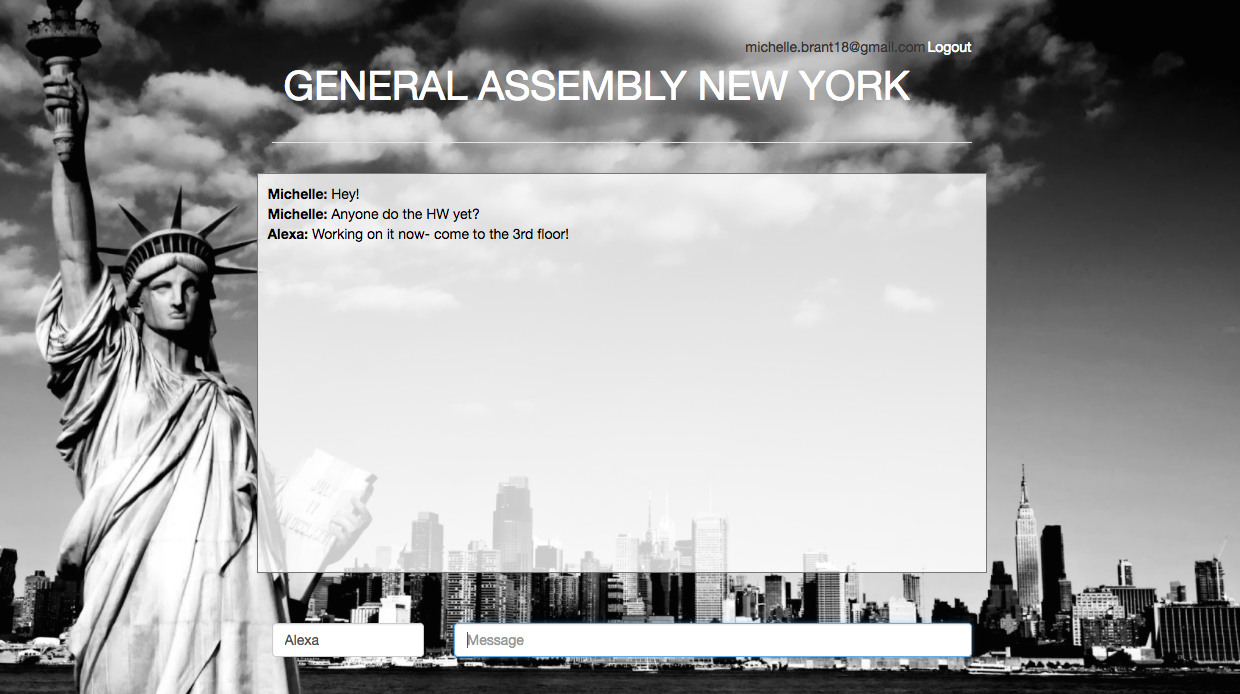 michelle.brant18@gmail.com Logout
GENERAL ASSEMBLY NEW YORK
Michelle: Hey!
Michelle: Anyone do the HW yet?
Alexa: Working on it now- come to the 3rd floor!
Alexa
Message